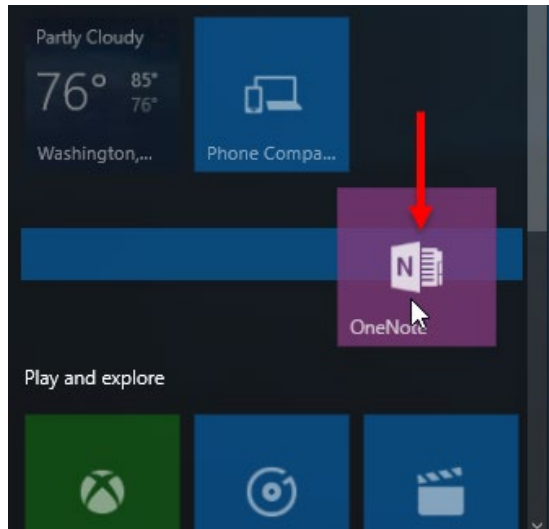 Partly Cloudy
76° 85°
76°
Washington,...
Phone Compa...
N
OneNote
Play and explore